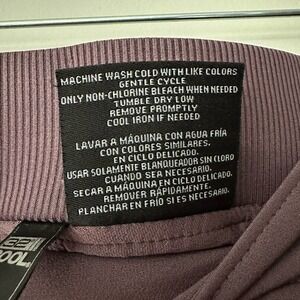 MACHINE WASH COLD WITH LIKE COLORS
GENTLE CYCLE
ONLY NON-CHLORINE BLEACH WHEN NEEDED
TUMBLE DRY LOW
REMOVE PROMPTLY
COOL IRON IF NEEDED
LAVAR A MÁQUINA CON AGUA FRÍA
CON COLORES SIMILARES.
EN CICLO DELICADO.
USAR SOLAMENTE BLANQUEADOR SIN CLORO
CUANDO SEA NECESARIO.
SECAR A MÁQUINA EN CICLO DELICADO.
REMOVER RÁPIDAMENTE.
PLANCHAR EN FRÍO SI ES NECESARIO.